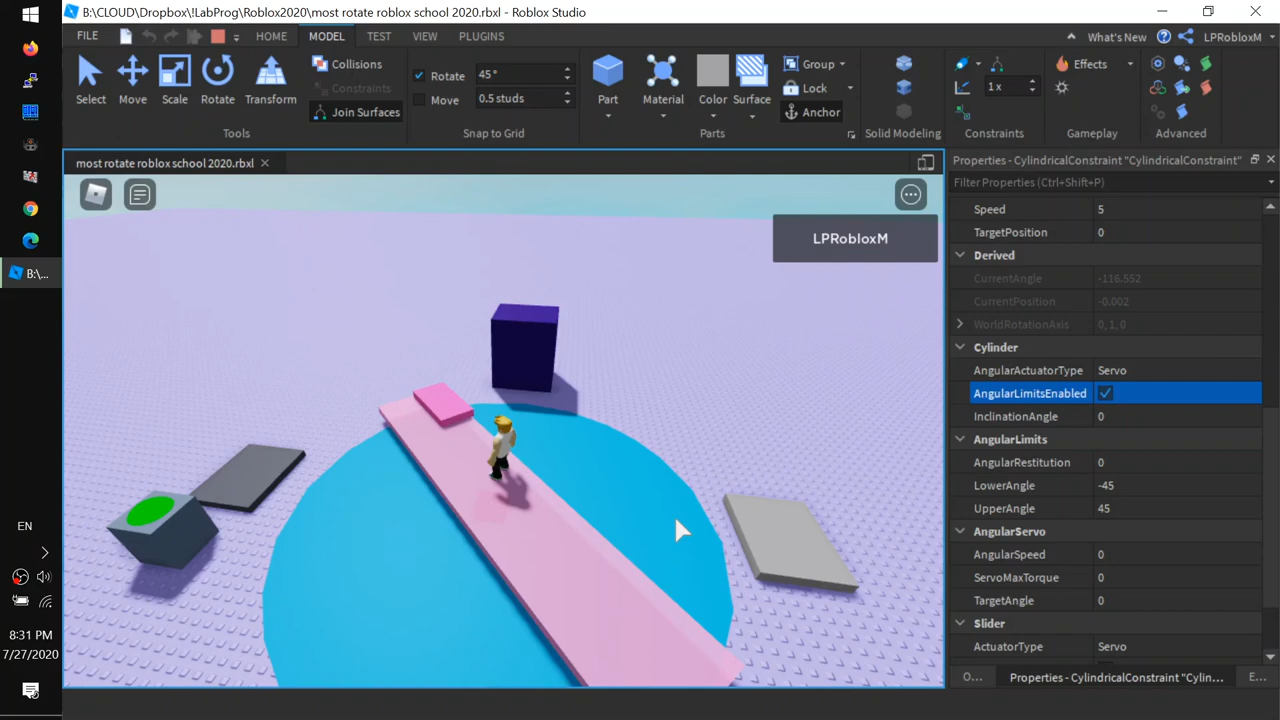 B:\CLOUD\Dropbox\!LabProg\Roblox2020\most rotate roblox school 2020.rbxl - Roblox Studio
FILE
HOME
MODEL
TEST
VIEW
PLUGINS
What's New
LPRobloxM
Select
Move
Scale
Rotate
Transform
Collisions
Constraints
Join Surfaces
Tools
Rotate
45°
Move
0.5 studs
Snap to Grid
Part
Material
Color
Surface
Group
Lock
Anchor
Parts
Solid Modeling
1 x
Constraints
Effects
Gameplay
Advanced
most rotate roblox school 2020.rbxl
LPRobloxM
Properties - CylindricalConstraint "CylindricalConstraint"
Filter Properties (Ctrl+Shift+P)
Speed 5
TargetPosition 0
Derived
CurrentAngle -116.552
CurrentPosition -0.002
WorldRotationAxis 0, 1, 0
Cylinder
AngularActuatorType Servo
AngularLimitsEnabled
InclinationAngle 0
AngularLimits
AngularRestitution 0
LowerAngle -45
UpperAngle 45
AngularServo
AngularSpeed 0
ServoMaxTorque 0
TargetAngle 0
Slider
ActuatorType Servo
O...
Properties - CylindricalConstraint "Cylin...
E...
B:\...
EN
8:31 PM
7/27/2020